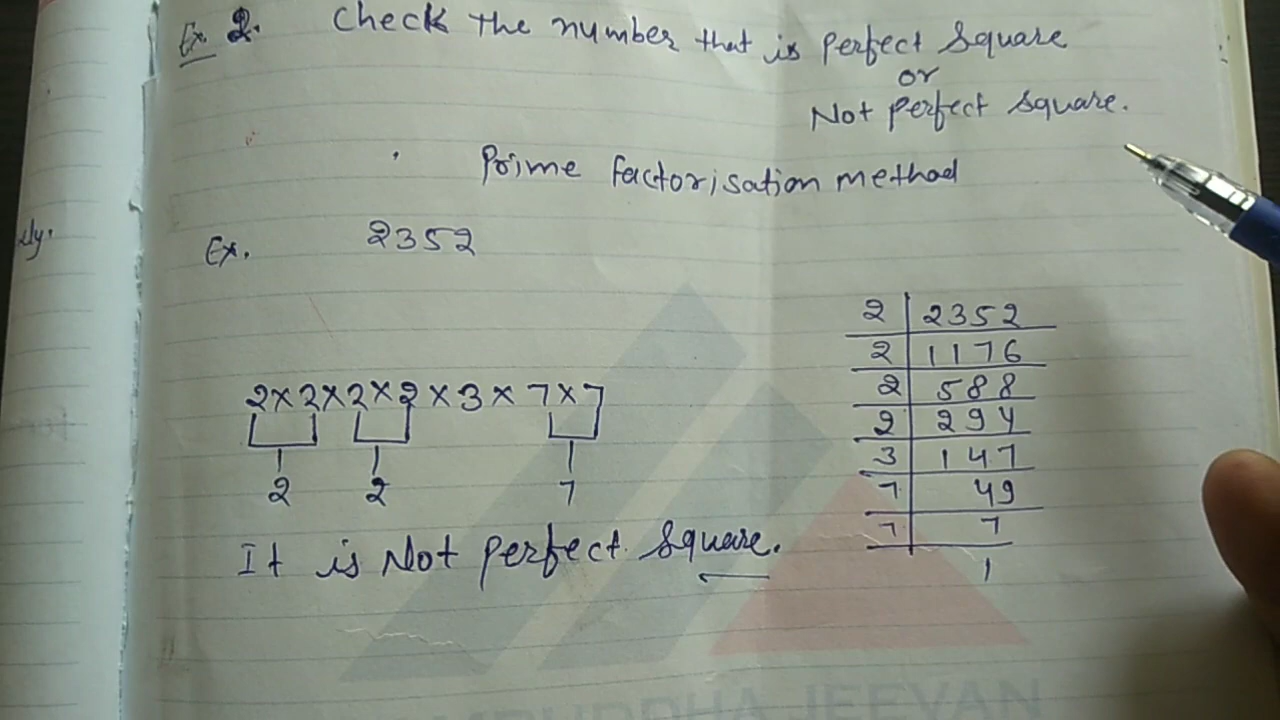 Ex 2. Check the number that is perfect square
or
Not perfect square.
Prime factorisation method
ely.
Ex. 2352
2 | 2352
2 | 1176
2 | 588
2 | 294
3 | 147
7 | 49
7 | 7
1
2×2×2×2×3×7×7
2 2 7
It is Not perfect square.
JEEVAN